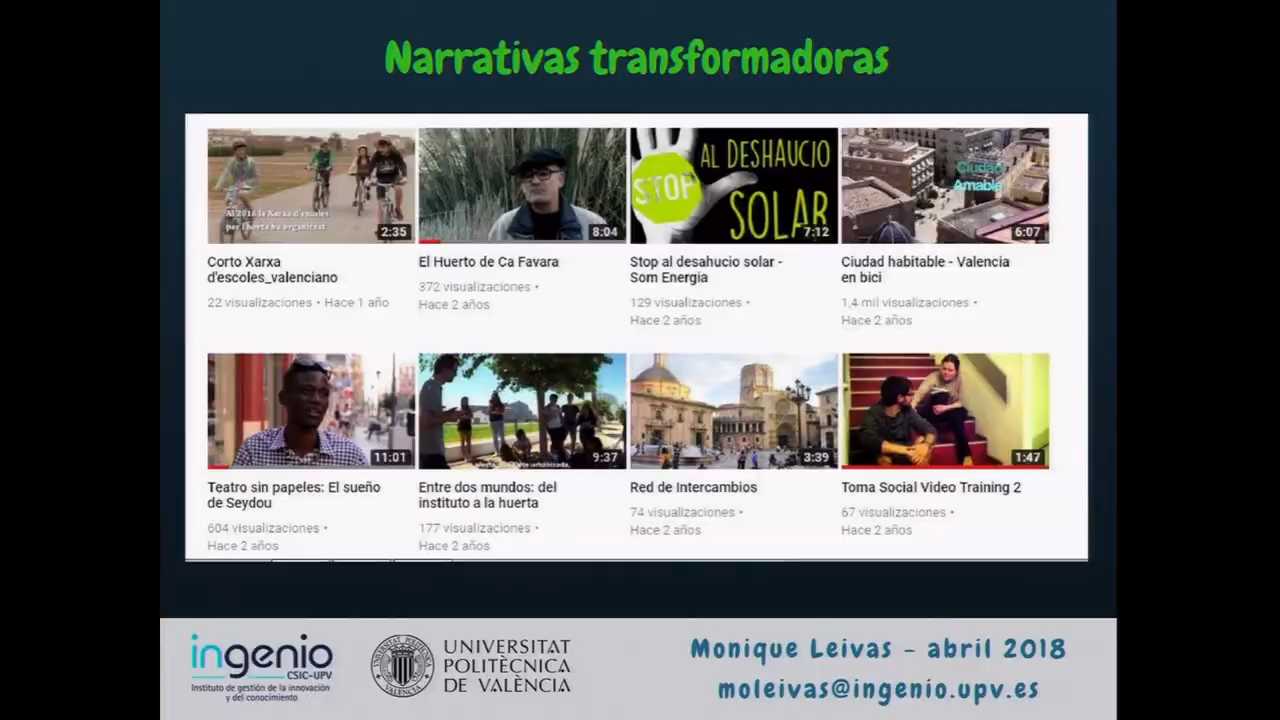 Narrativas transformadoras
Al 2016 la Xarxa d'escoles
per l'horta ha organitzat
2:35
8:04
STOP
AL DESHAUCIO
SOLAR
7:12
Ciudad
Amable
6:07
Corto Xarxa
d'escoles_valenciano
22 visualizaciones • Hace 1 año
El Huerto de Ca Favara
372 visualizaciones •
Hace 2 años
Stop al desahucio solar -
Som Energia
129 visualizaciones •
Hace 2 años
Ciudad habitable - Valencia
en bici
1,4 mil visualizaciones •
Hace 2 años
11:01
9:37
3:39
1:47
Teatro sin papeles: El sueño
de Seydou
604 visualizaciones •
Hace 2 años
Entre dos mundos: del
instituto a la huerta
177 visualizaciones •
Hace 2 años
Red de Intercambios
74 visualizaciones •
Hace 2 años
Toma Social Video Training 2
67 visualizaciones •
Hace 2 años
ingenio
CSIC-UPV
Instituto de gestión de la innovación
y del conocimiento
UNIVERSITAT
POLITÈCNICA
DE VALÈNCIA
Monique Leivas - abril 2018
moleivas@ingenio.upv.es